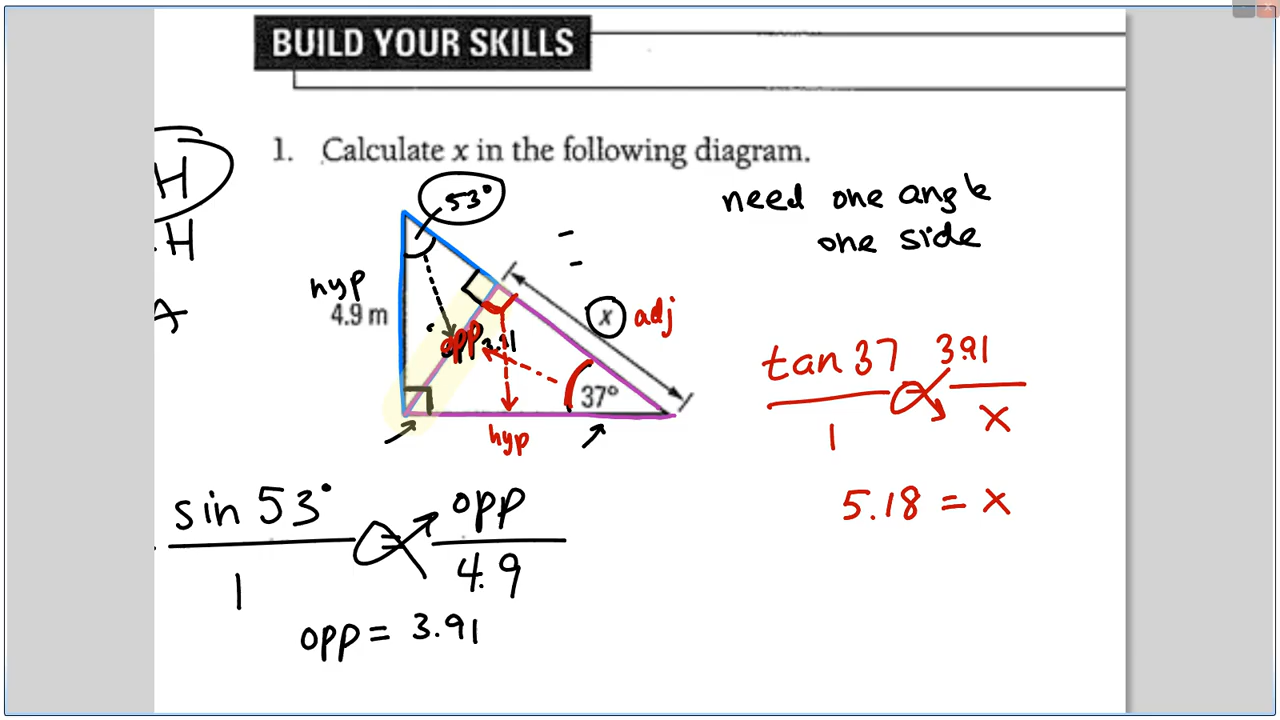 BUILD YOUR SKILLS
H
H
A
1. Calculate x in the following diagram.
53°
need one angle
one side
hyp
4.9 m
x adj
opp 3.91
37°
hyp
tan 37 = 3.91
1 x
5.18 = x
sin 53° = opp
1 4.9
opp = 3.91